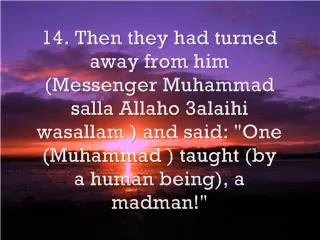 14. Then they had turned
away from him
(Messenger Muhammad
salla Allaho 3alaihi
wasallam ) and said: "One
(Muhammad ) taught (by
a human being), a
madman!"